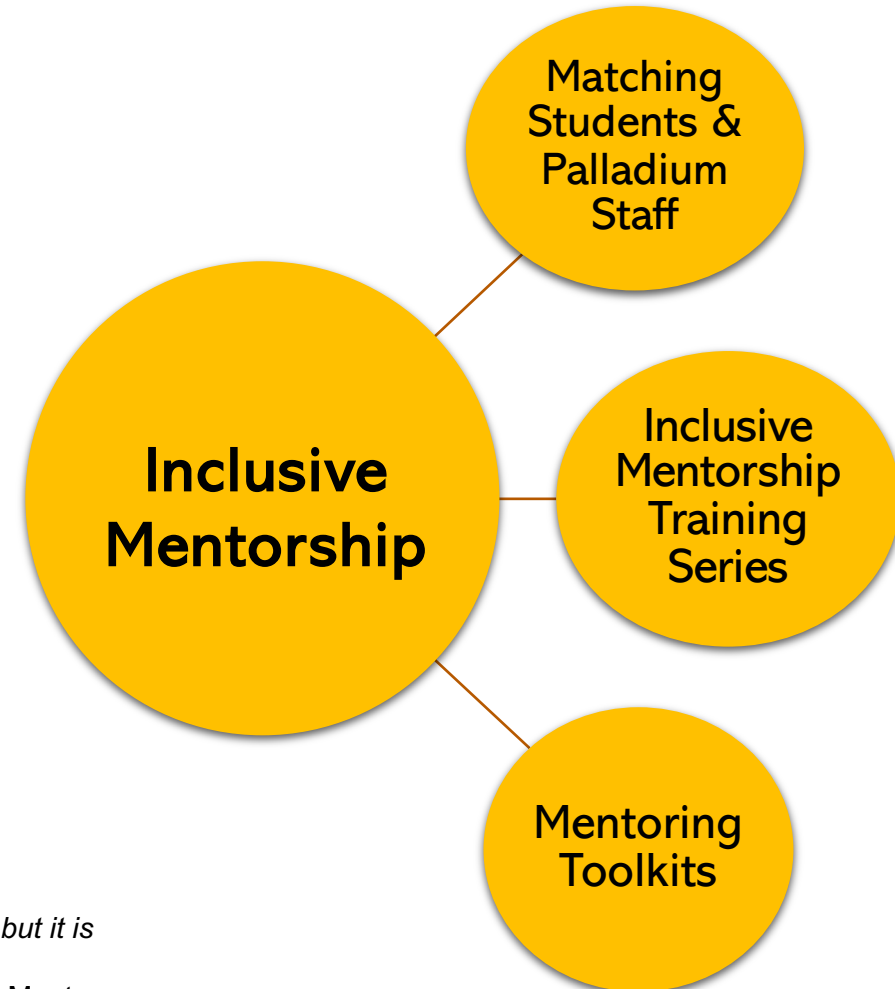 Matching
Students &
Palladium
Staff
Inclusive
Mentorship
Training
Series
Inclusive
Mentorship
Mentoring
Toolkits
but it is